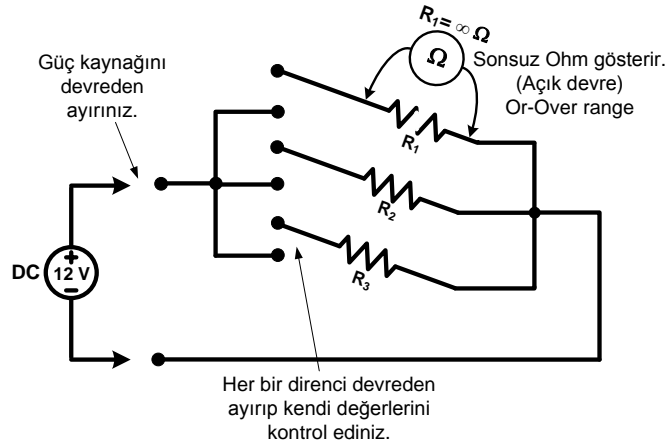 R₁= ∞ Ω
Ω
Sonsuz Ohm gösterir.
(Açık devre)
Or-Over range
Güç kaynağını
devreden
ayırınız.
R₁
R₂
R₃
DC
+
12 V
–
Her bir direnci devreden
ayırıp kendi değerlerini
kontrol ediniz.